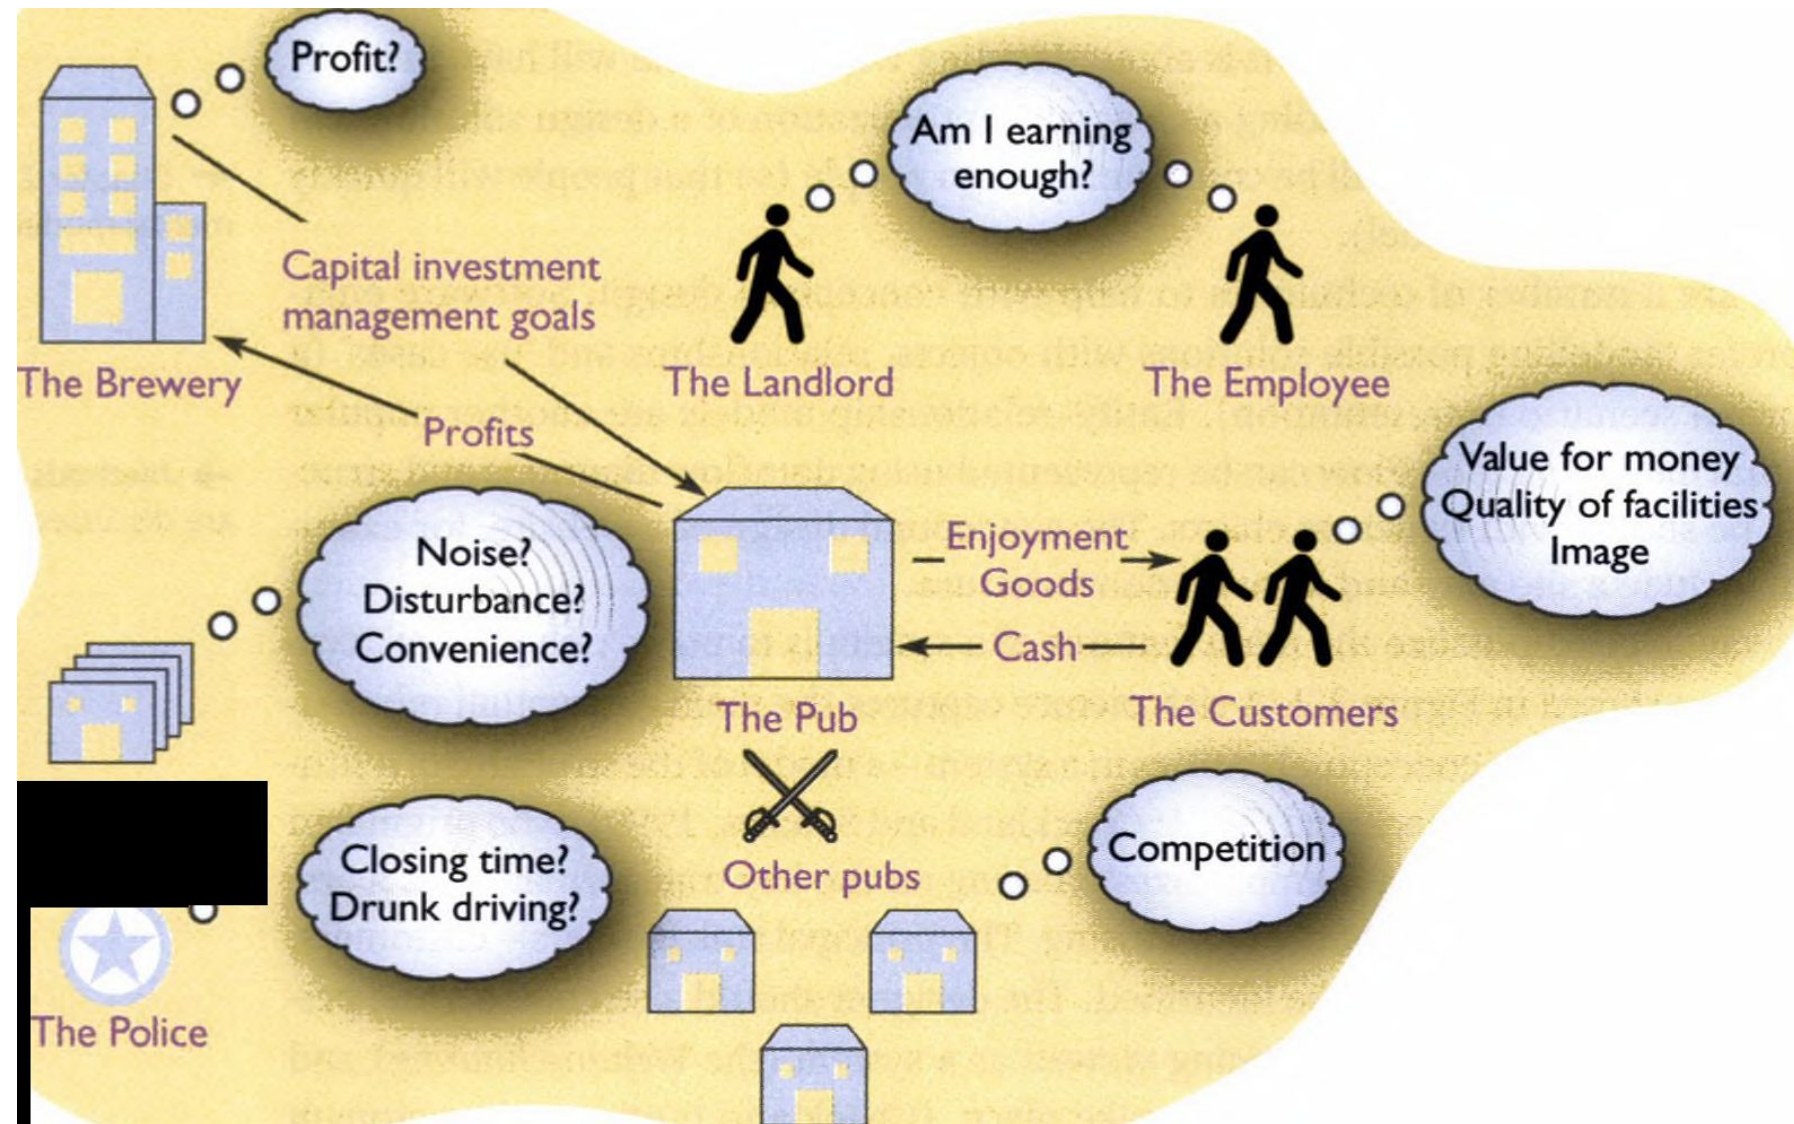 Profit?
Am I earning
enough?
Capital investment
management goals
The Brewery
The Landlord
The Employee
Profits
Value for money
Quality of facilities
Image
Noise?
Disturbance?
Convenience?
Enjoyment
Goods
Cash
The Pub
The Customers
Closing time?
Drunk driving?
Other pubs
Competition
The Police